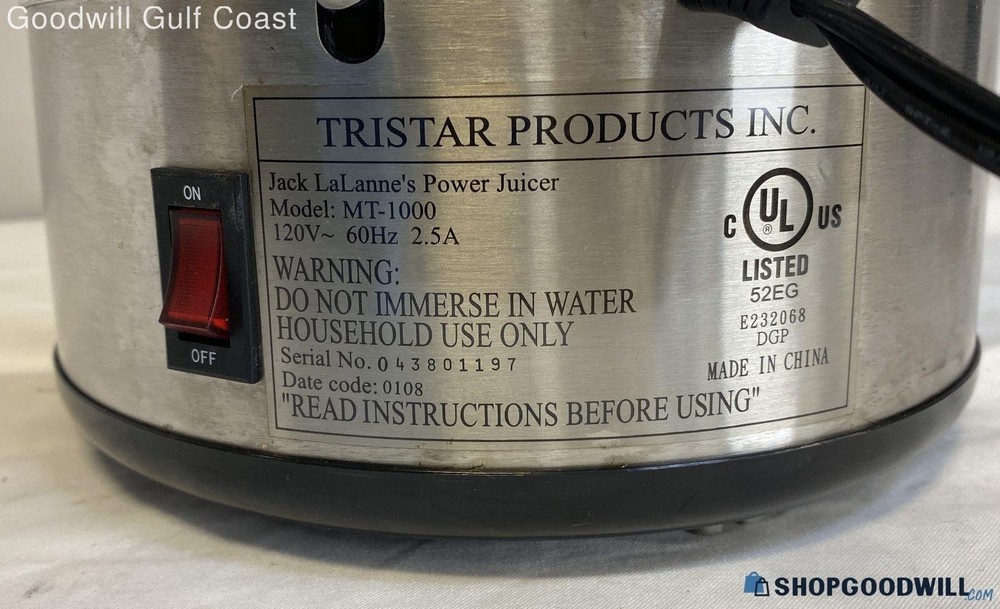 Goodwill Gulf Coast
TRISTAR PRODUCTS INC.
Jack LaLanne's Power Juicer
Model: MT-1000
120V~ 60Hz 2.5A
WARNING:
DO NOT IMMERSE IN WATER
HOUSEHOLD USE ONLY
Serial No. 043801197
Date code: 0108
"READ INSTRUCTIONS BEFORE USING"
C UL ® US
LISTED
52EG
E232068
DGP
MADE IN CHINA
ON
OFF
SHOPGOODWILL.COM